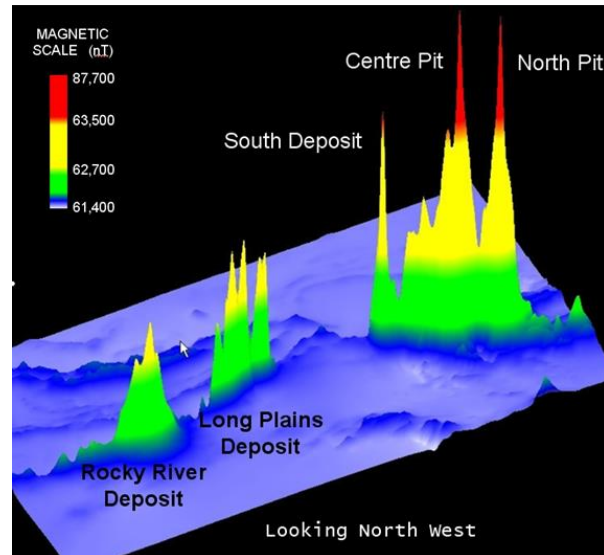 MAGNETIC
SCALE (nT)
87,700
63,500
62,700
61,400
Centre Pit
North Pit
South Deposit
Long Plains
Deposit
Rocky River
Deposit
Looking North West